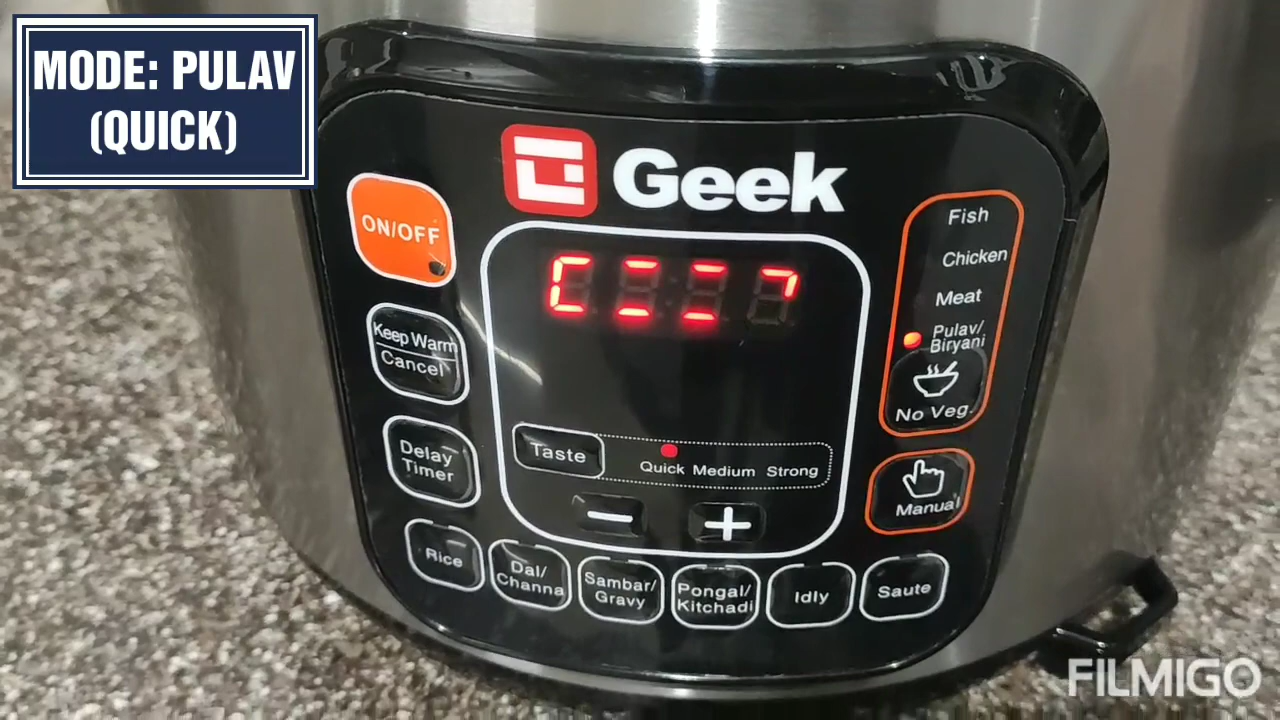 MODE: PULAV
(QUICK)
Geek
ON/OFF
Fish
Chicken
Meat
Pulav/
Biryani
No Veg.
Keep Warm
Cancel
Delay
Timer
Taste
Quick Medium Strong
Manual
Rice
Dal/
Channa
Sambar/
Gravy
Pongal/
Kitchadi
Idly
Saute
FILMIGO